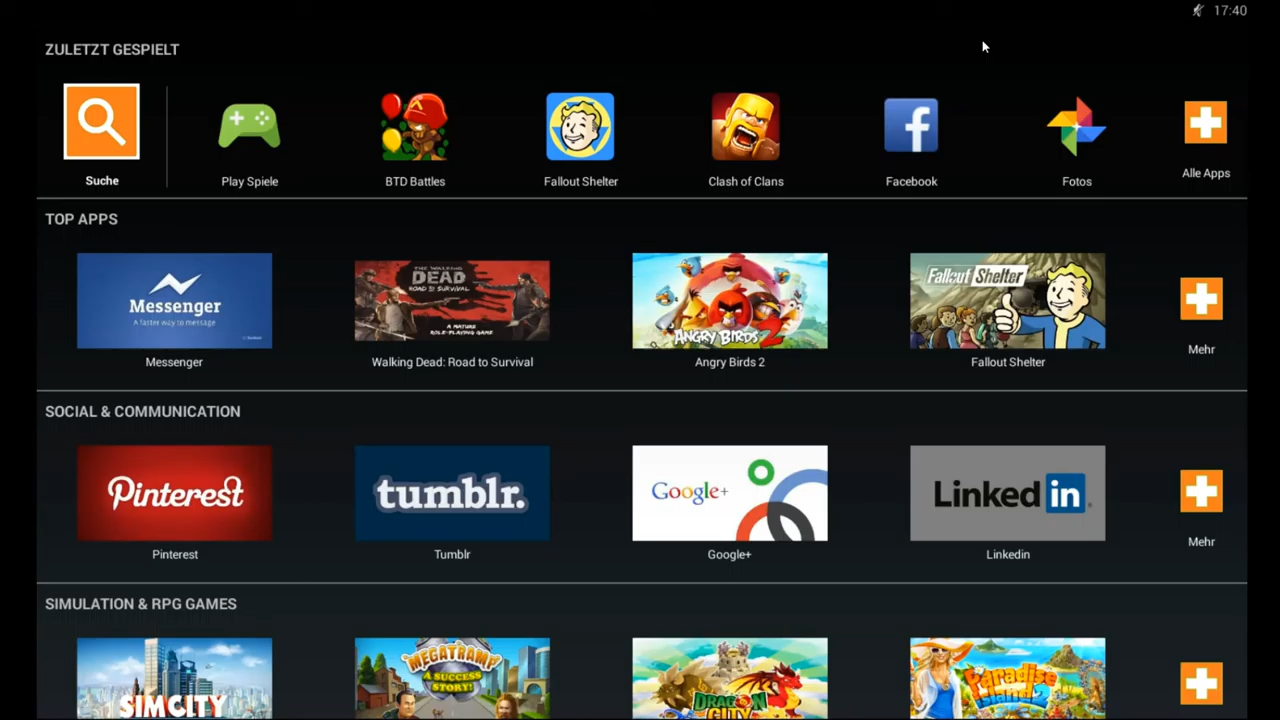 17:40
ZULETZT GESPIELT
Suche
Play Spiele
BTD Battles
Fallout Shelter
Clash of Clans
Facebook
Fotos
Alle Apps
TOP APPS
Messenger
A faster way to message
THE WALKING
DEAD
ROAD TO SURVIVAL
A MATURE
ROLE-PLAYING GAME
ANGRY BIRDS 2
Fallout Shelter
Messenger
Walking Dead: Road to Survival
Angry Birds 2
Fallout Shelter
Mehr
SOCIAL & COMMUNICATION
Pinterest
tumblr.
Google+
Linked in
Pinterest
Tumblr
Google+
Linkedin
Mehr
SIMULATION & RPG GAMES
SIMCITY
MEGATRAMP
A SUCCESS
STORY!
DRAGON
CITY
Paradise
Island 2